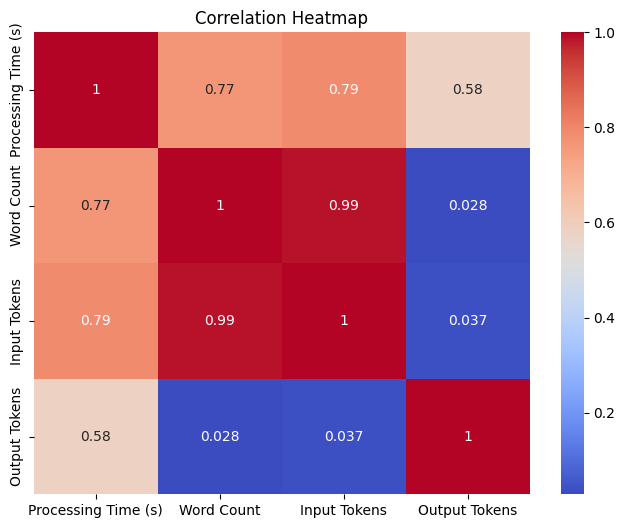 Correlation Heatmap
Processing Time (s)
1
0.77
0.79
0.58
Word Count
0.77
1
0.99
0.028
Input Tokens
0.79
0.99
1
0.037
Output Tokens
0.58
0.028
0.037
1
Processing Time (s)
Word Count
Input Tokens
Output Tokens
1.0
0.8
0.6
0.4
0.2